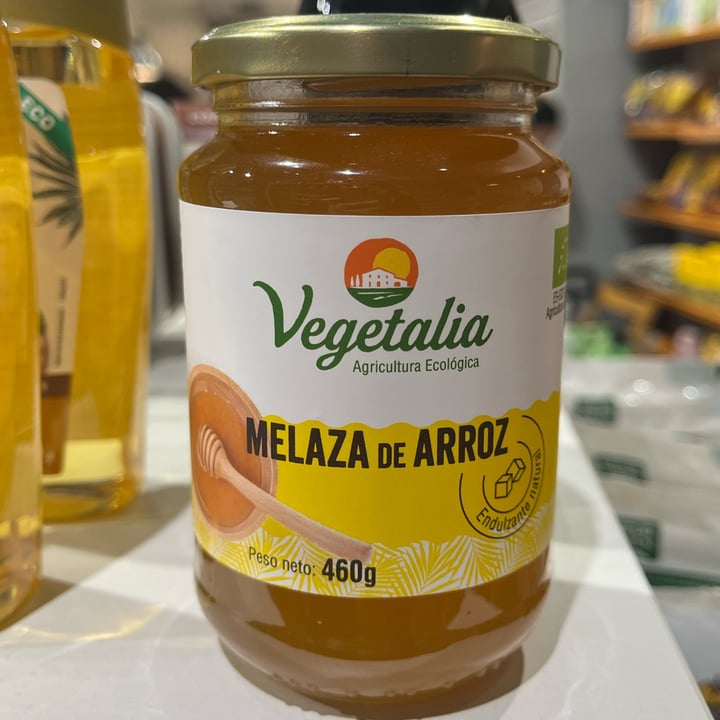 ECO
Vegetalia
Agricultura Ecológica
MELAZA DE ARROZ
Endulzante natural
Peso neto: 460g